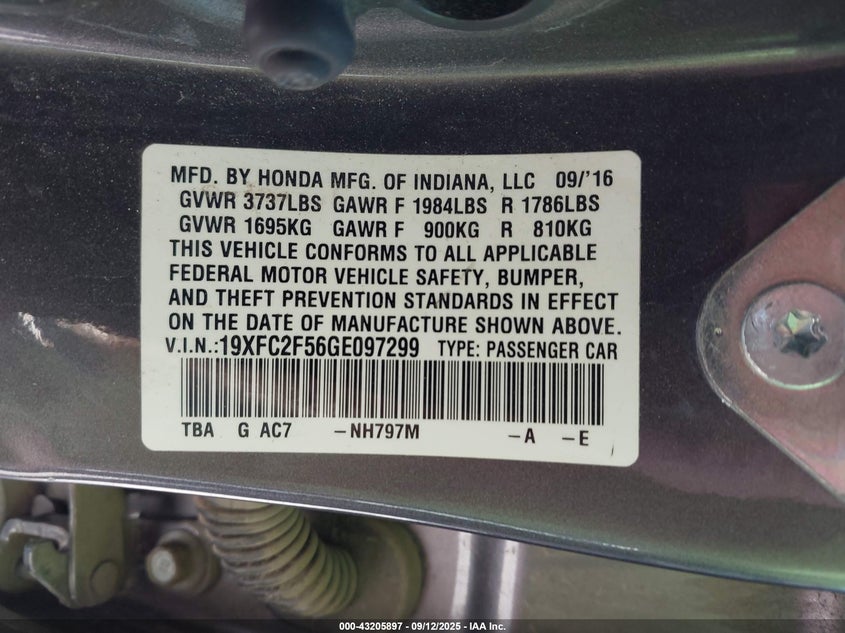 MFD. BY HONDA MFG. OF INDIANA, LLC 09/'16
GVWR 3737LBS GAWR F 1984LBS R 1786LBS
GVWR 1695KG GAWR F 900KG R 810KG
THIS VEHICLE CONFORMS TO ALL APPLICABLE
FEDERAL MOTOR VEHICLE SAFETY, BUMPER,
AND THEFT PREVENTION STANDARDS IN EFFECT
ON THE DATE OF MANUFACTURE SHOWN ABOVE.
V.I.N.:19XFC2F56GE097299 TYPE: PASSENGER CAR
TBA G AC7 –NH797M –A –E
000-43205897 - 09/12/2025 - IAA Inc.